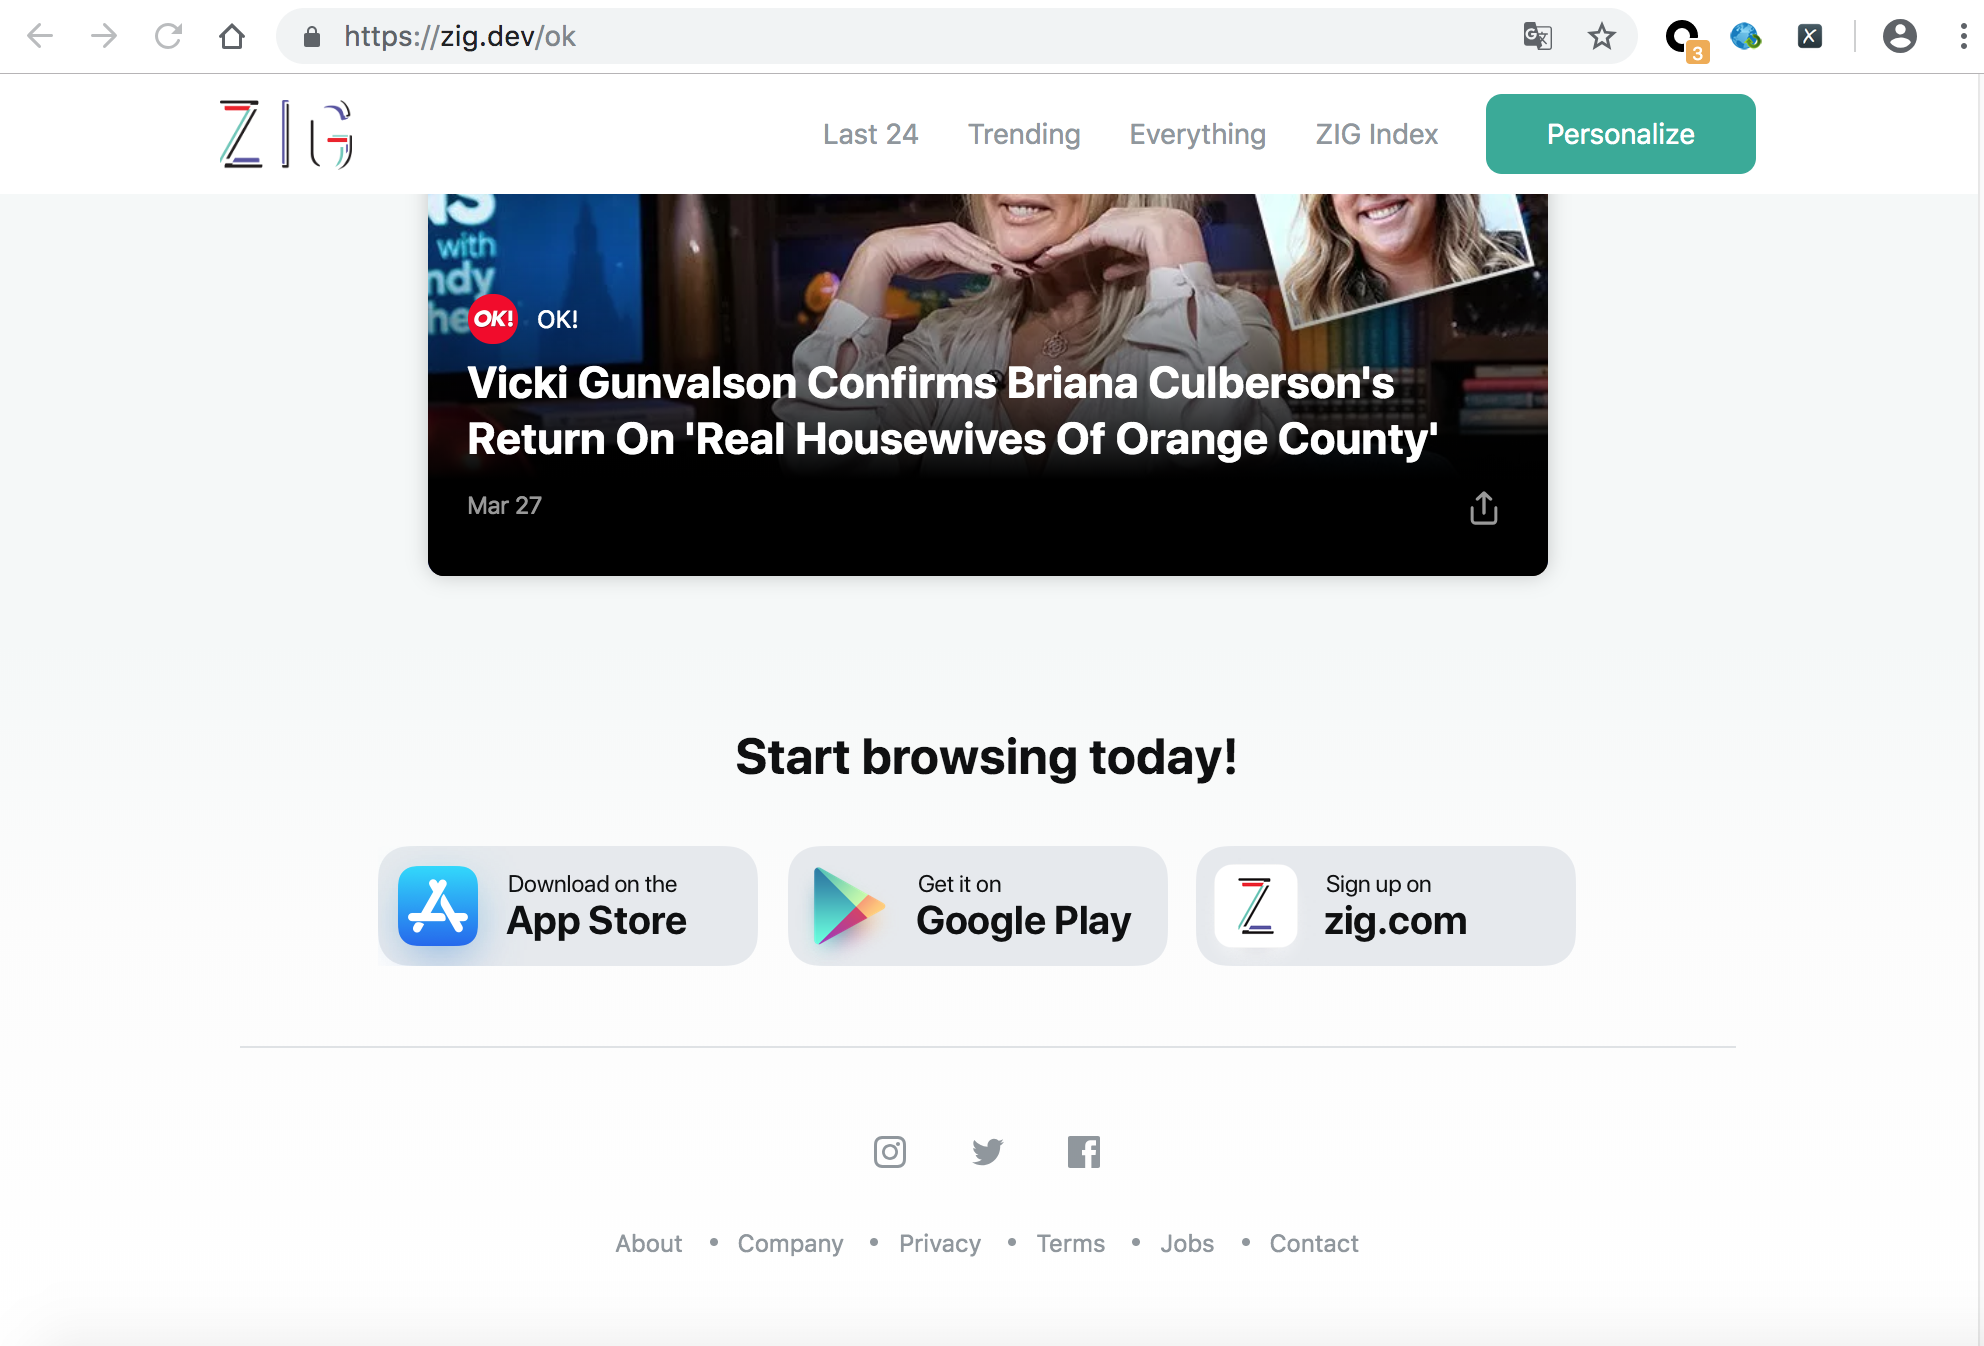 https://zig.dev/ok
3
X
ZIG
Last 24
Trending
Everything
ZIG Index
Personalize
with
ndy
he
OK! OK!
Vicki Gunvalson Confirms Briana Culberson's
Return On 'Real Housewives Of Orange County'
Mar 27
Start browsing today!
Download on the
App Store
Get it on
Google Play
Z
Sign up on
zig.com
About • Company • Privacy • Terms • Jobs • Contact